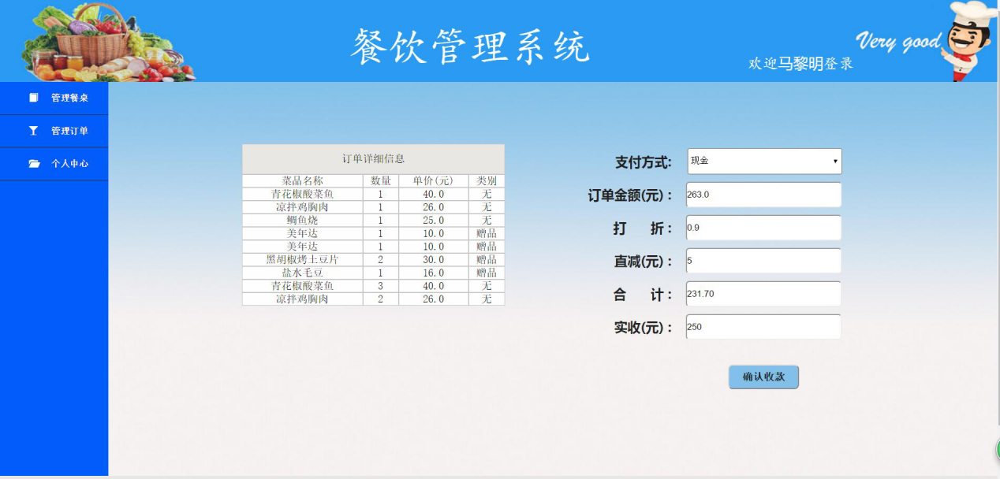 餐饮管理系统
Very good
欢迎马黎明登录
管理餐桌
管理订单
个人中心
订单详细信息
菜品名称 数量 单价(元) 类别
青花椒酸菜鱼 1 40.0 无
凉拌鸡胸肉 1 26.0 无
鲷鱼烧 1 25.0 无
美年达 1 10.0 赠品
美年达 1 10.0 赠品
黑胡椒烤土豆片 2 30.0 赠品
盐水毛豆 1 16.0 赠品
青花椒酸菜鱼 3 40.0 无
凉拌鸡胸肉 2 26.0 无
支付方式: 现金
订单金额(元)： 263.0
打 折： 0.9
直减(元)： 5
合 计： 231.70
实收(元)： 250
确认收款